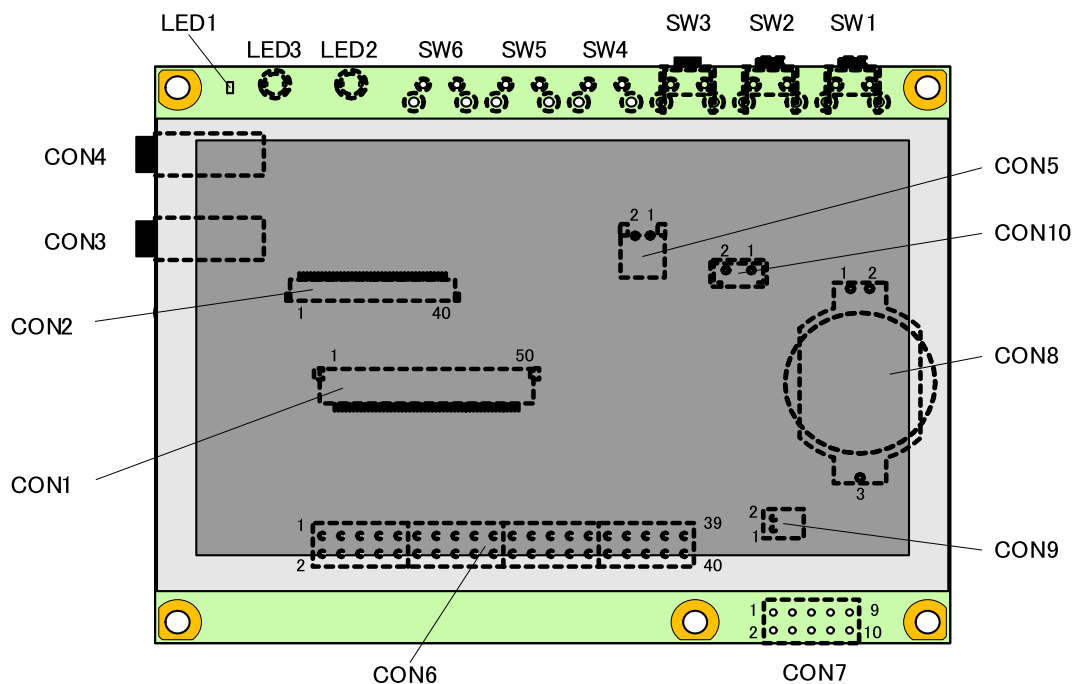 LED1
LED3
LED2
SW6
SW5
SW4
SW3
SW2
SW1
CON4
CON5
2 1
CON3
CON10
2 1
1 2
CON2
1 40
1 50
CON8
CON1
3
1 39
2
1
2 40
CON9
1 9
2 10
CON6
CON7